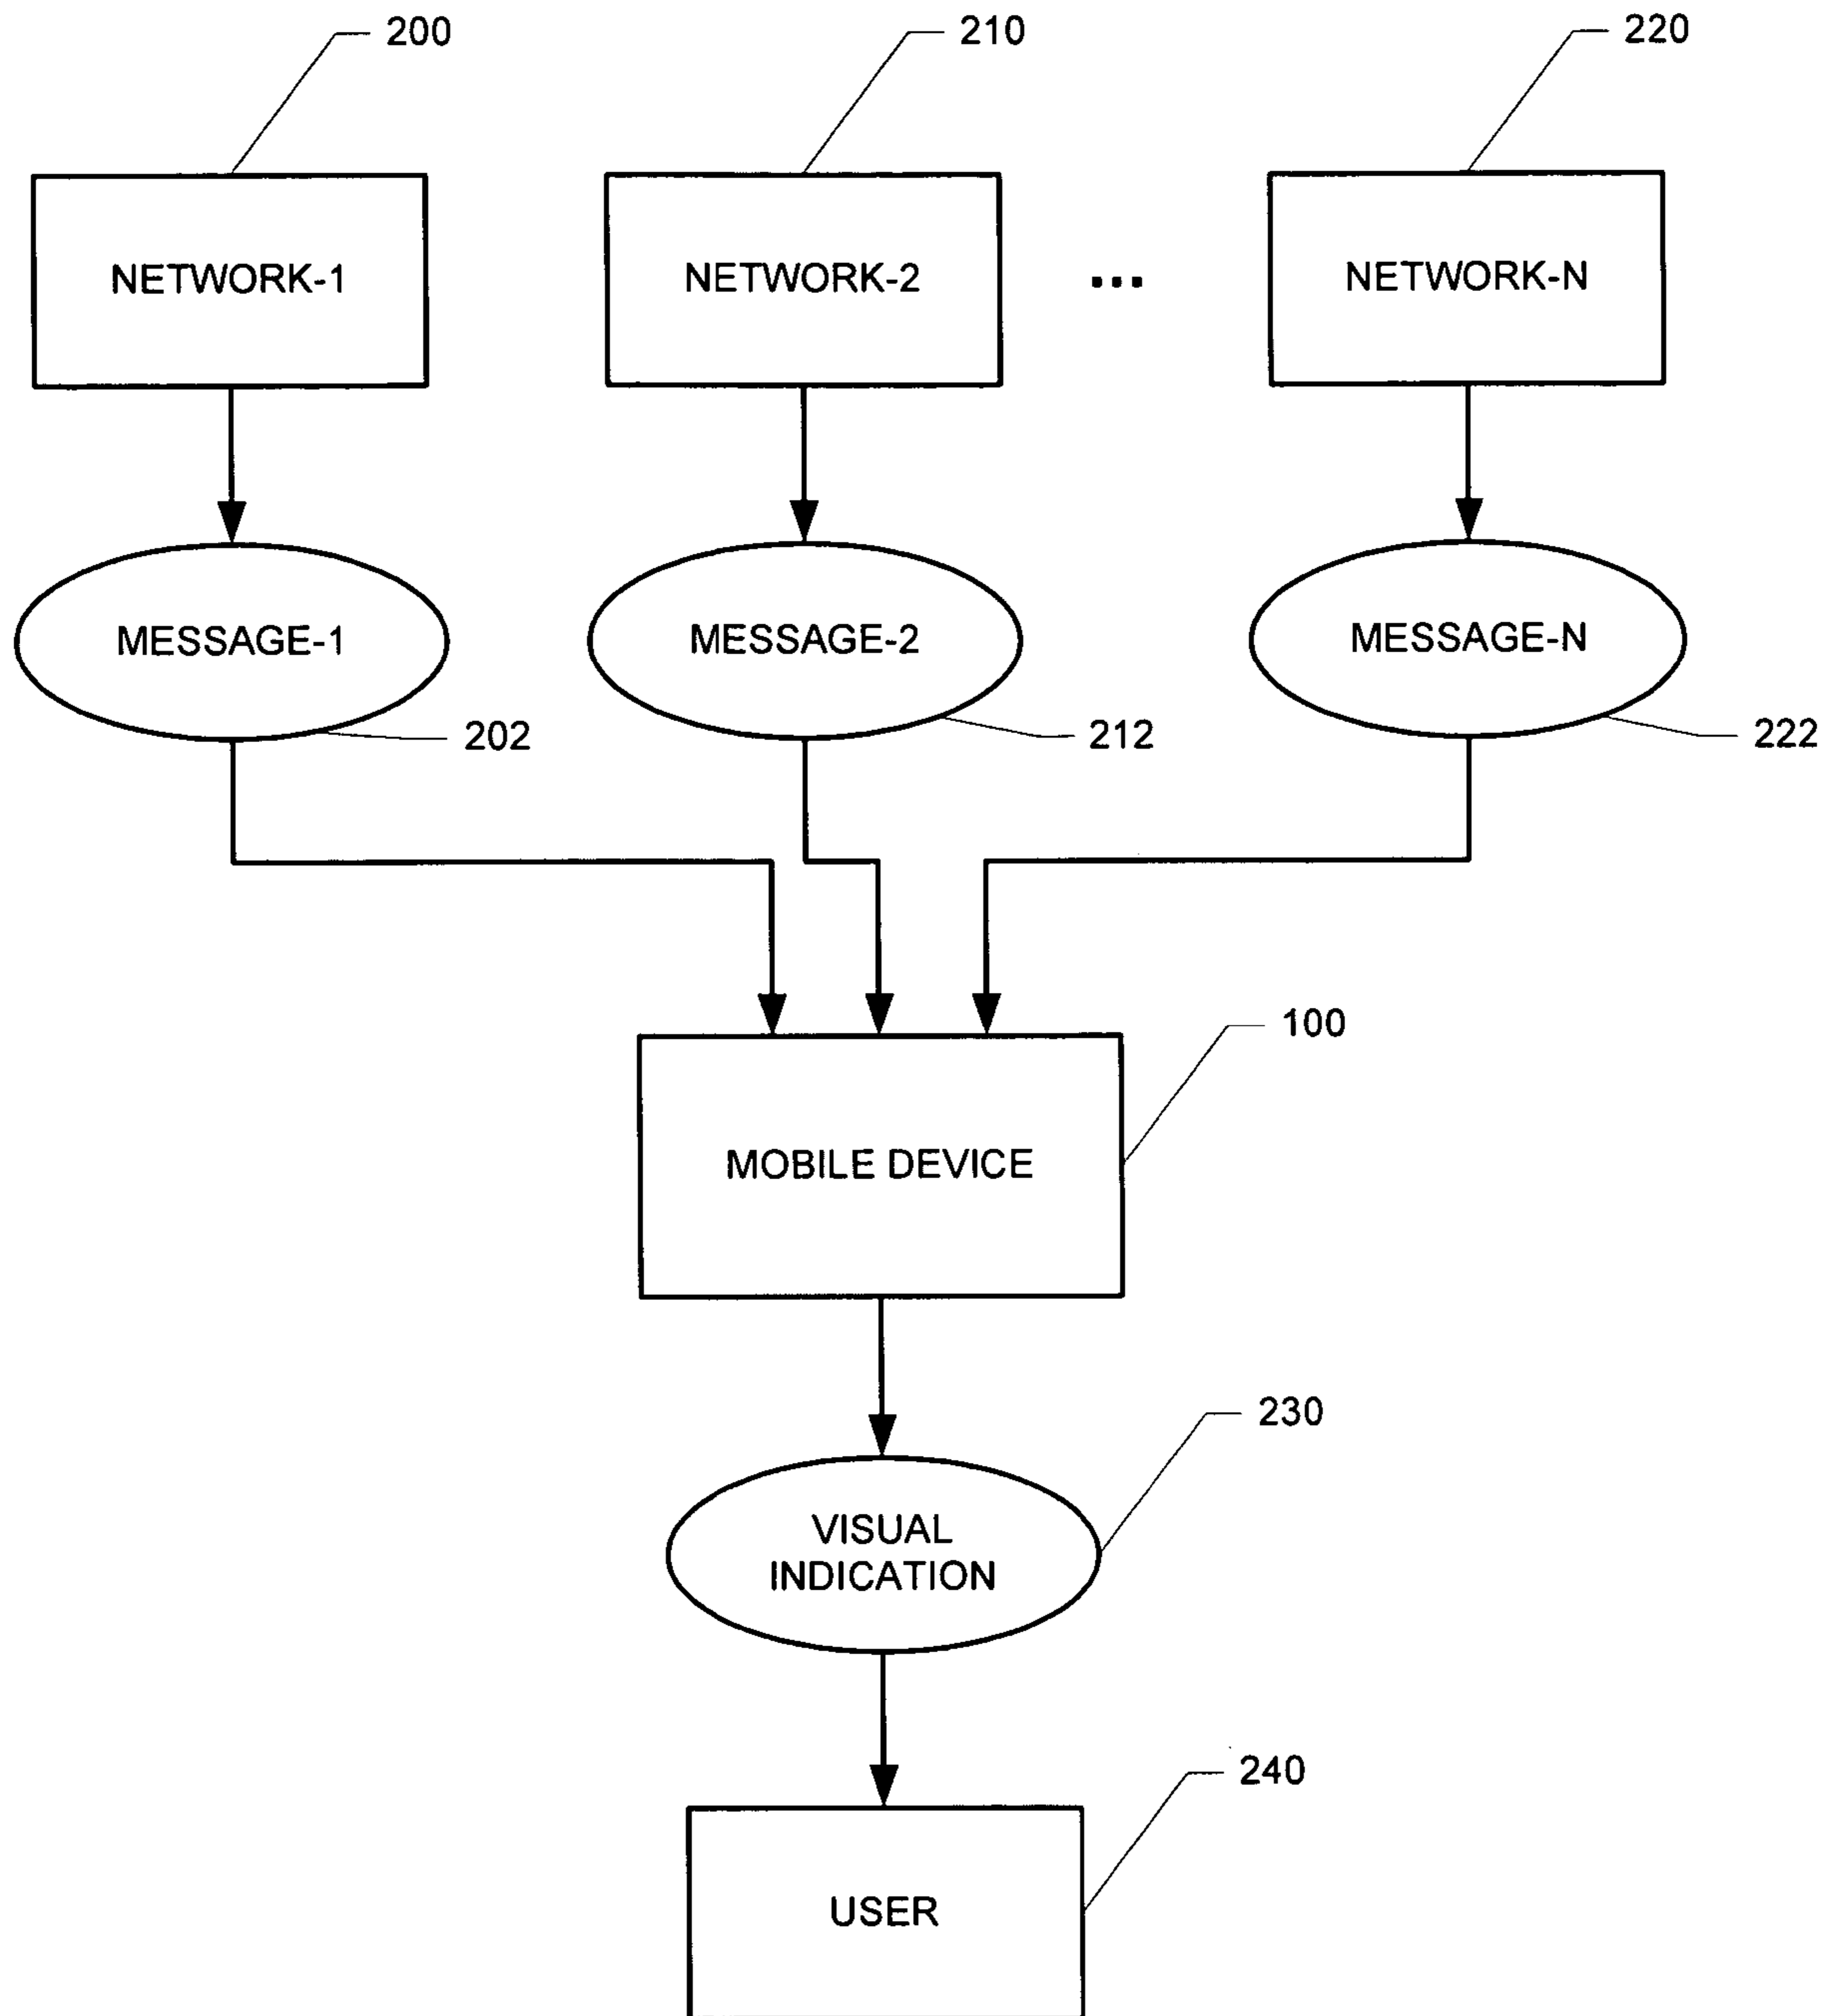 200
210
220
NETWORK-1
NETWORK-2
...
NETWORK-N
MESSAGE-1
MESSAGE-2
MESSAGE-N
202
212
222
100
MOBILE DEVICE
230
VISUAL
INDICATION
240
USER